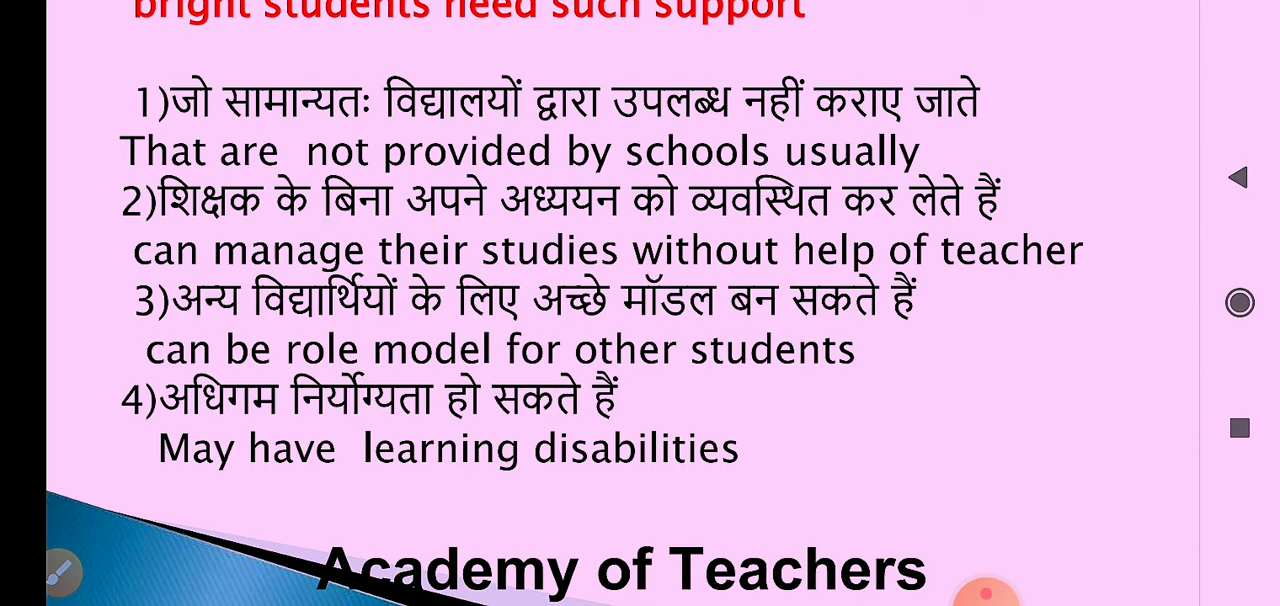 bright students need such support
1)जो सामान्यतः विद्यालयों द्वारा उपलब्ध नहीं कराए जाते
That are not provided by schools usually
2)शिक्षक के बिना अपने अध्ययन को व्यवस्थित कर लेते हैं
can manage their studies without help of teacher
3)अन्य विद्यार्थियों के लिए अच्छे मॉडल बन सकते हैं
can be role model for other students
4)अधिगम निर्योग्यता हो सकते हैं
May have learning disabilities
Academy of Teachers